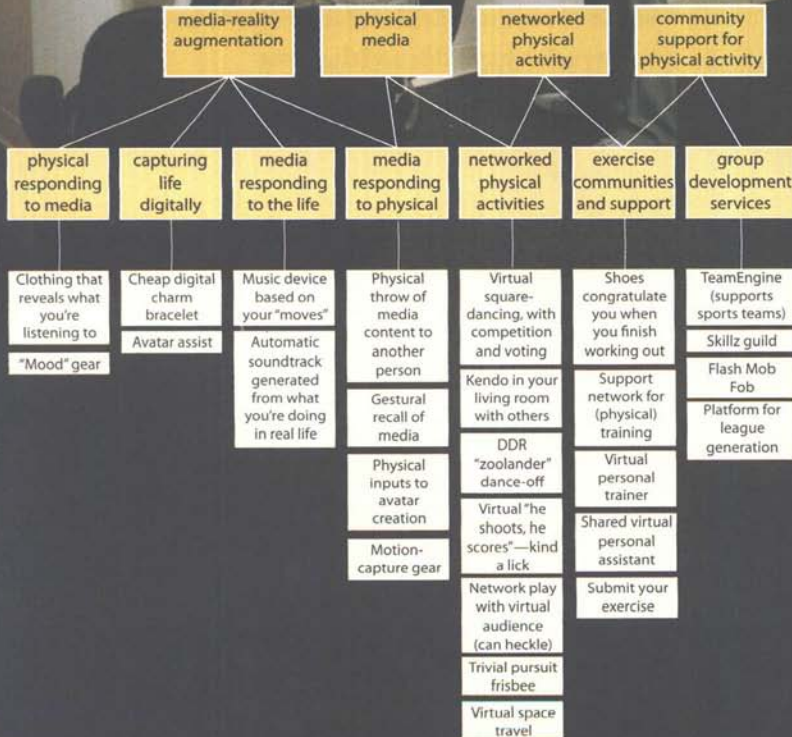 media-reality
augmentation
physical
media
networked
physical
activity
community
support for
physical activity
physical
responding
to media
capturing
life
digitally
media
responding
to the life
media
responding
to physical
networked
physical
activities
exercise
communities
and support
group
development
services
Clothing that
reveals what
you're
listening to
"Mood" gear
Cheap digital
charm
bracelet
Avatar assist
Music device
based on
your "moves"
Automatic
soundtrack
generated
from what
you're doing
in real life
Physical
throw of
media
content to
another
person
Gestural
recall of
media
Physical
inputs to
avatar
creation
Motion-
capture gear
Virtual
square-
dancing, with
competition
and voting
Kendo in your
living room
with others
DDR
"zoolander"
dance-off
Virtual "he
shoots, he
scores"—kind
a lick
Network play
with virtual
audience
(can heckle)
Trivial pursuit
frisbee
Virtual space
travel
Shoes
congratulate
you when
you finish
working out
Support
network for
(physical)
training
Virtual
personal
trainer
Shared virtual
personal
assistant
Submit your
exercise
TeamEngine
(supports
sports teams)
Skillz guild
Flash Mob
Fob
Platform for
league
generation